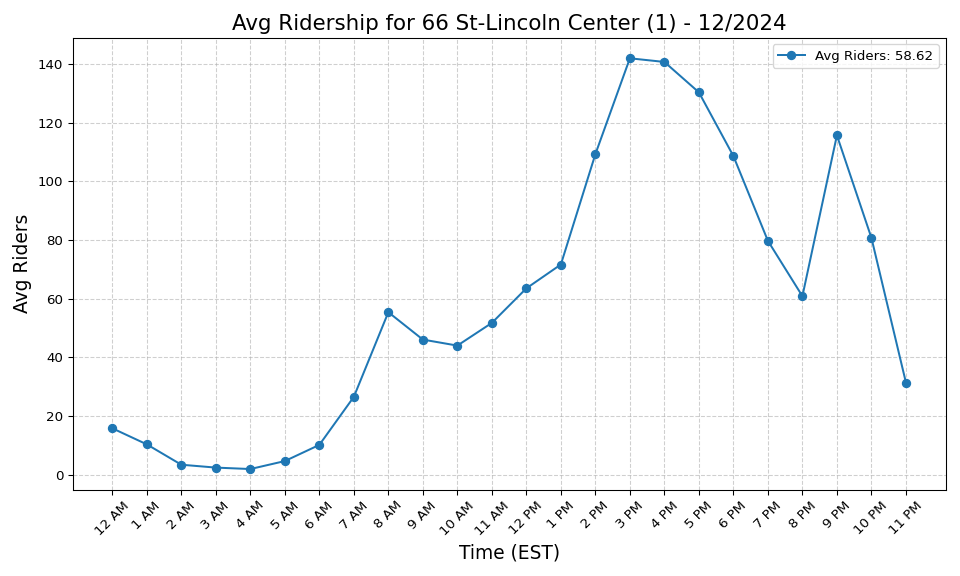 Avg Ridership for 66 St-Lincoln Center (1) - 12/2024
Avg Riders: 58.62
Avg Riders
140
120
100
80
60
40
20
0
12 AM
1 AM
2 AM
3 AM
4 AM
5 AM
6 AM
7 AM
8 AM
9 AM
10 AM
11 AM
12 PM
1 PM
2 PM
3 PM
4 PM
5 PM
6 PM
7 PM
8 PM
9 PM
10 PM
11 PM
Time (EST)